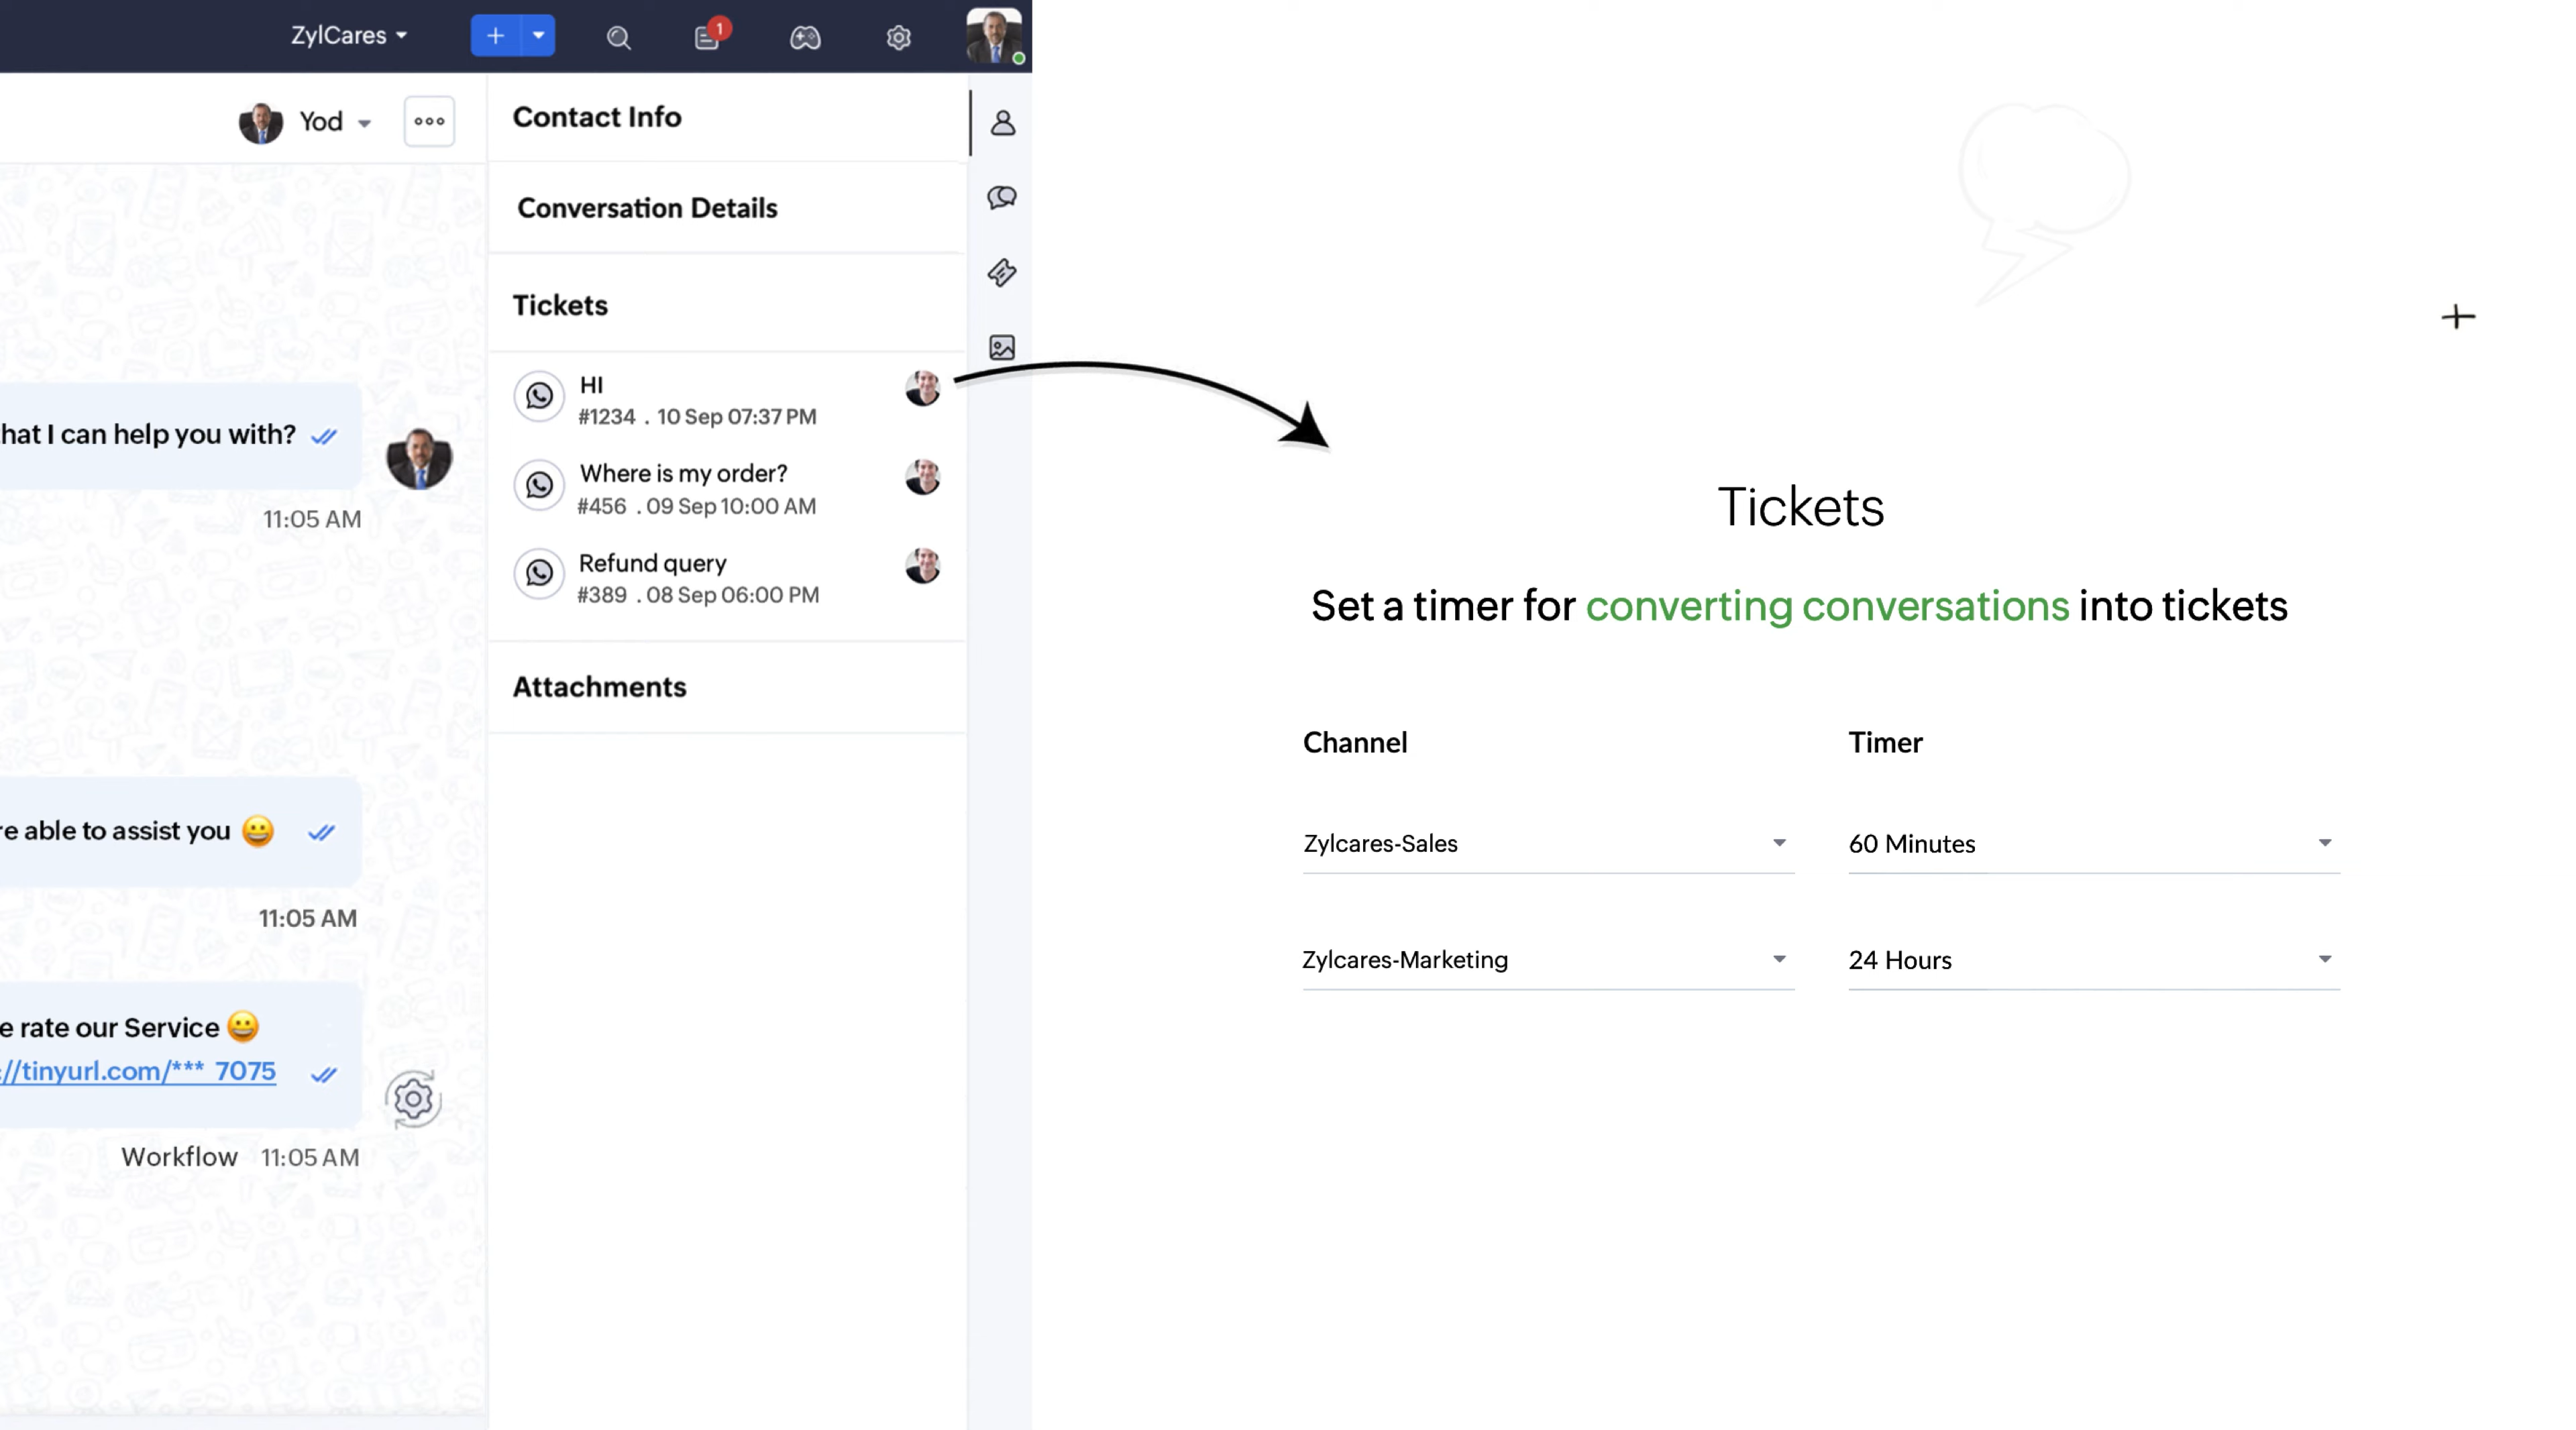 ZylCares
1
Yod
Contact Info
Conversation Details
Tickets
HI
#1234 . 10 Sep 07:37 PM
Where is my order?
#456 . 09 Sep 10:00 AM
Refund query
#389 . 08 Sep 06:00 PM
Attachments
hat I can help you with?
11:05 AM
re able to assist you 😀
11:05 AM
e rate our Service 😀
://tinyurl.com/*** 7075
Workflow 11:05 AM
Tickets
Set a timer for converting conversations into tickets
Channel Timer
Zylcares-Sales 60 Minutes
Zylcares-Marketing 24 Hours